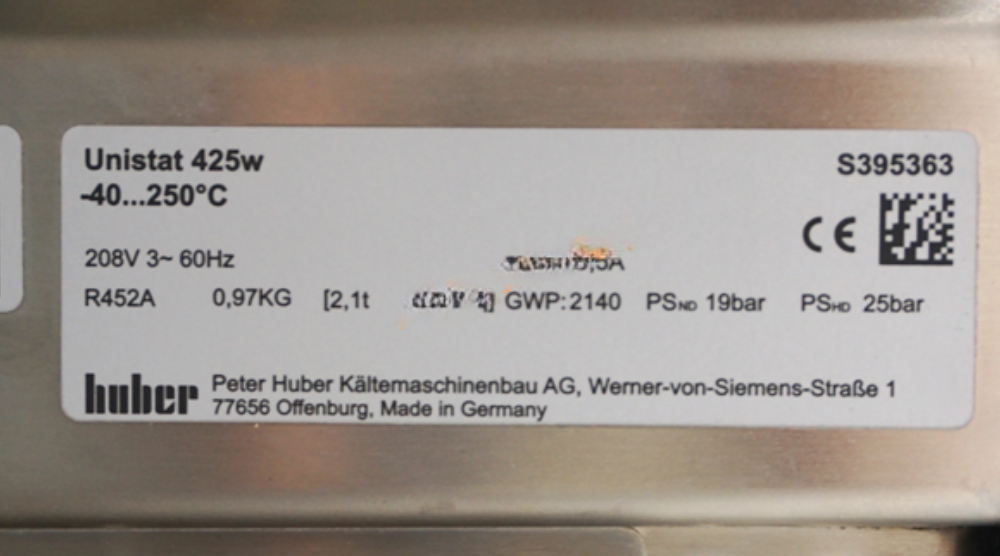 Unistat 425w
S395363
-40...250°C
CE
208V 3~ 60Hz
R452A 0,97KG [2,1t GWP:2140 PSND 19bar PSHD 25bar
huber
Peter Huber Kältemaschinenbau AG, Werner-von-Siemens-Straße 1
77656 Offenburg, Made in Germany